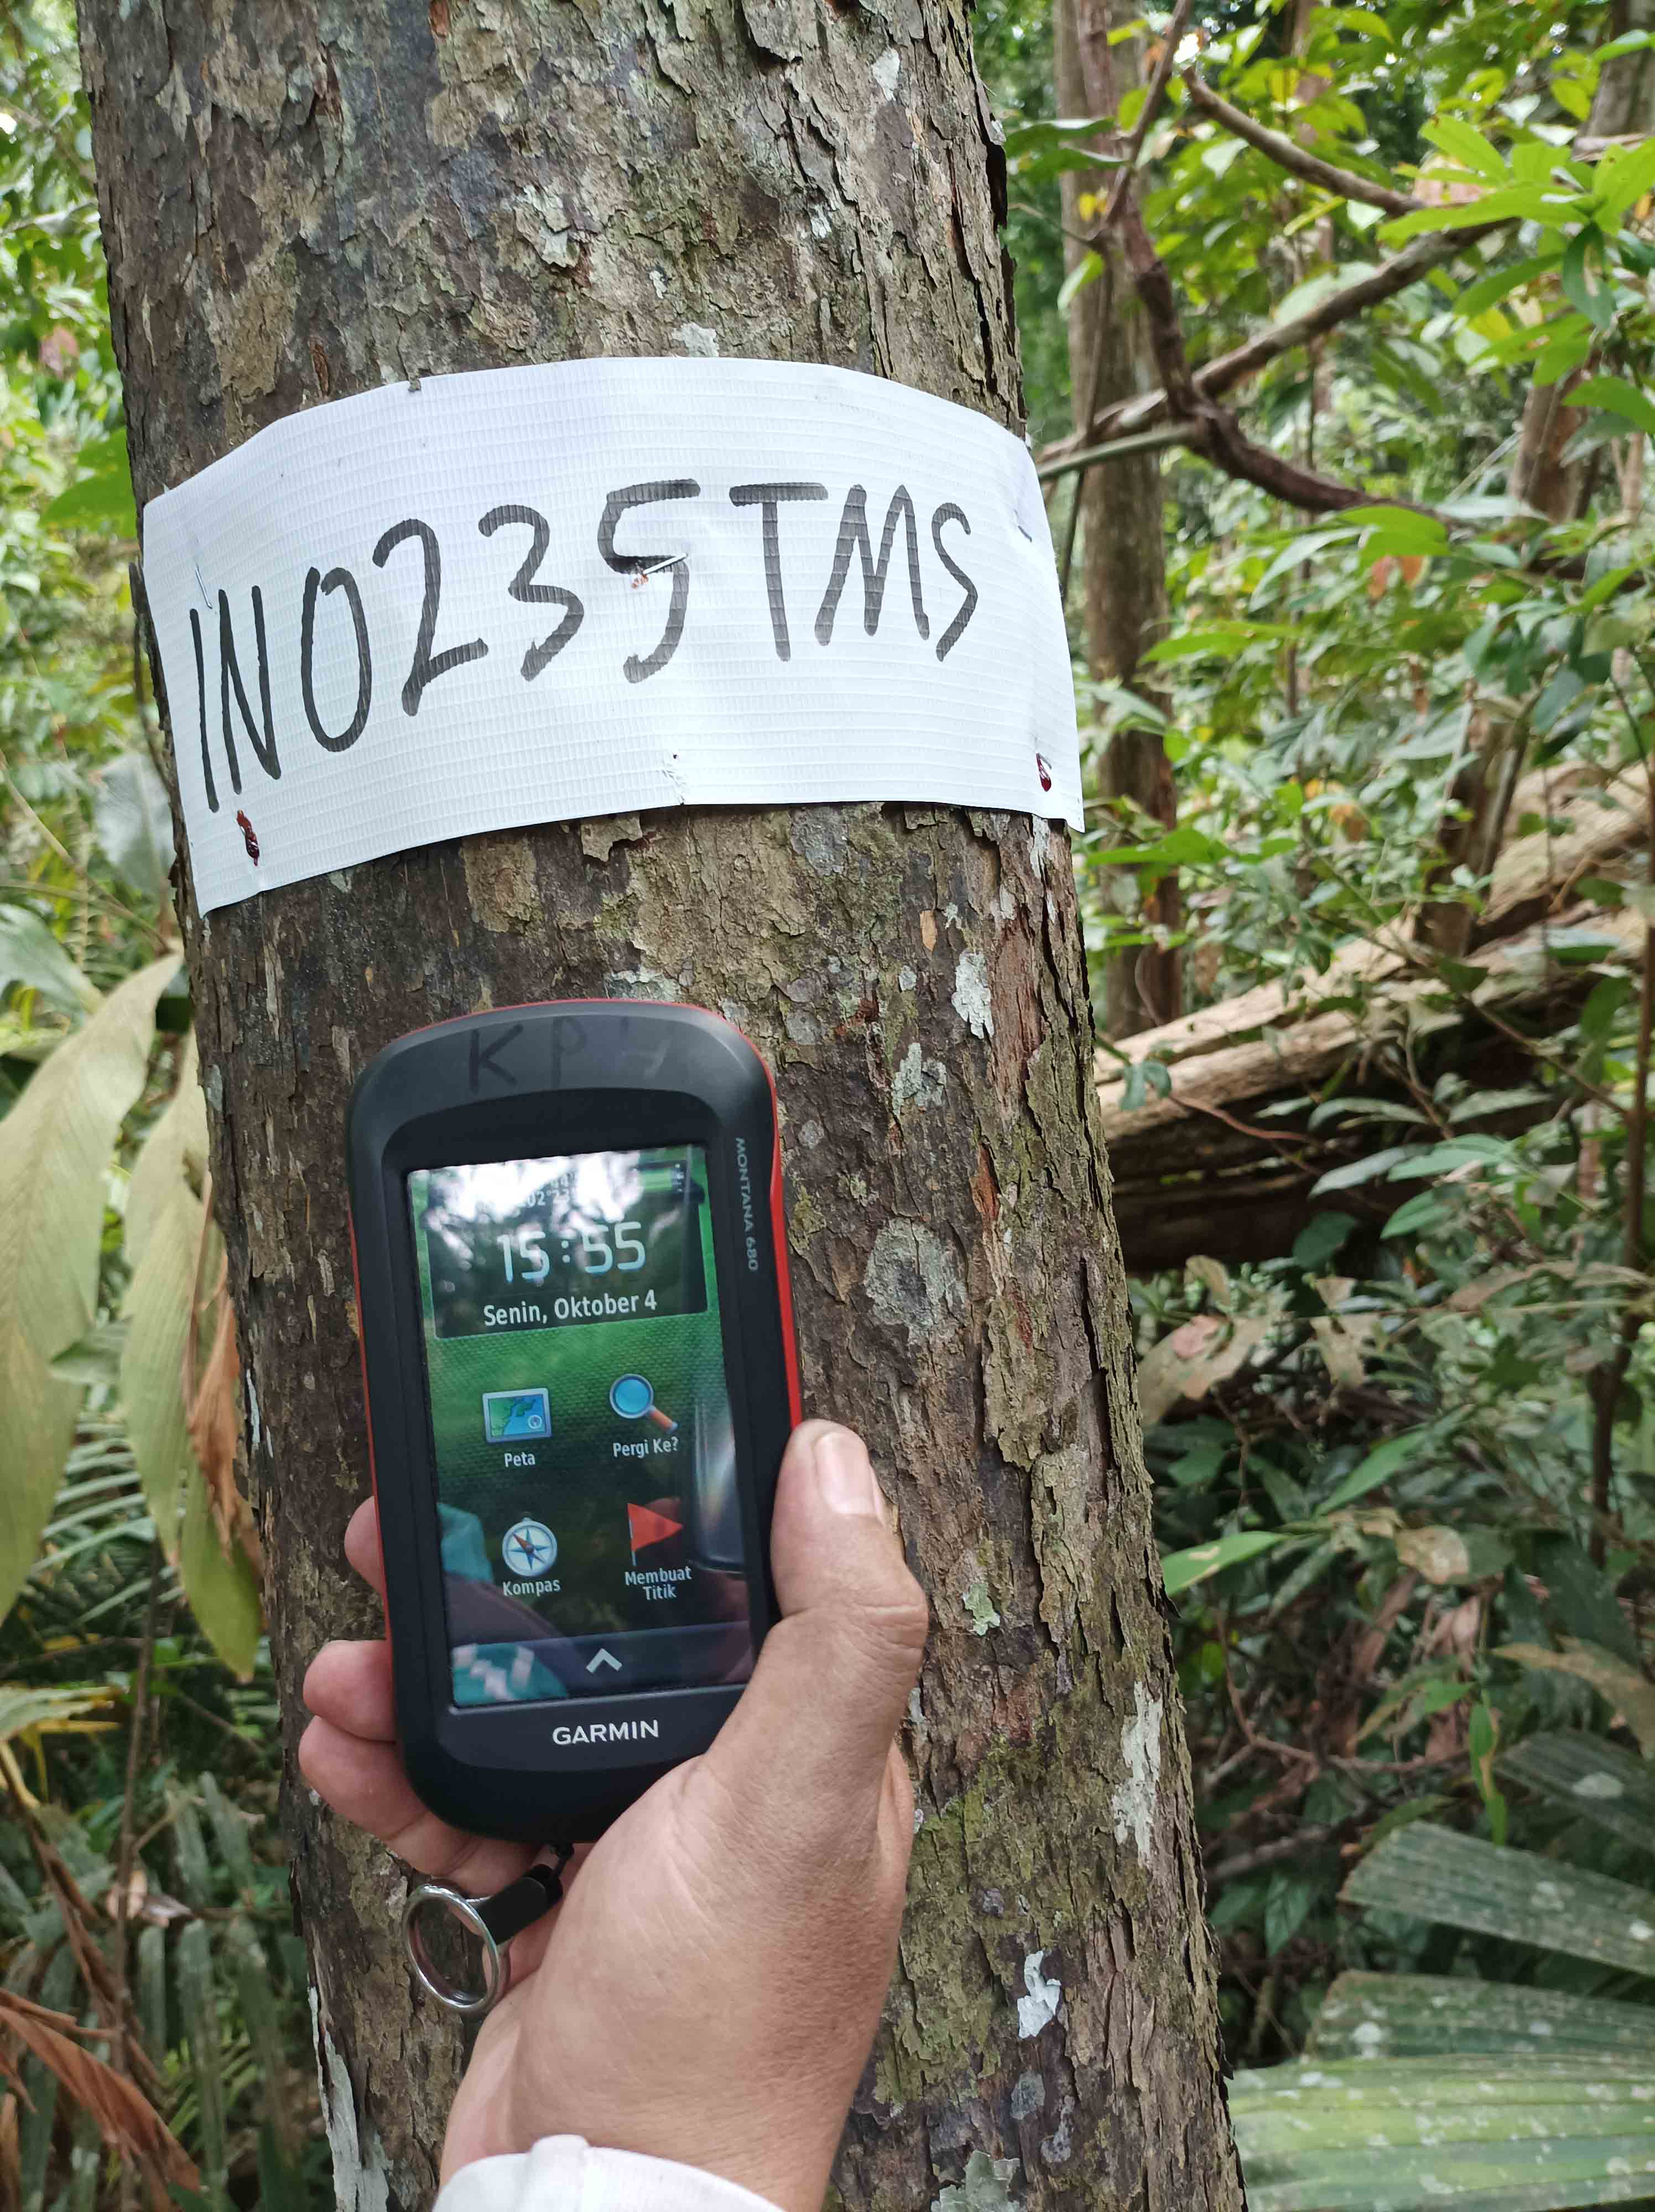 IN0235TMS
KPH
MONTANA 680
15:55
Senin, Oktober 4
Peta
Pergi Ke?
Kompas
Membuat
Titik
GARMIN